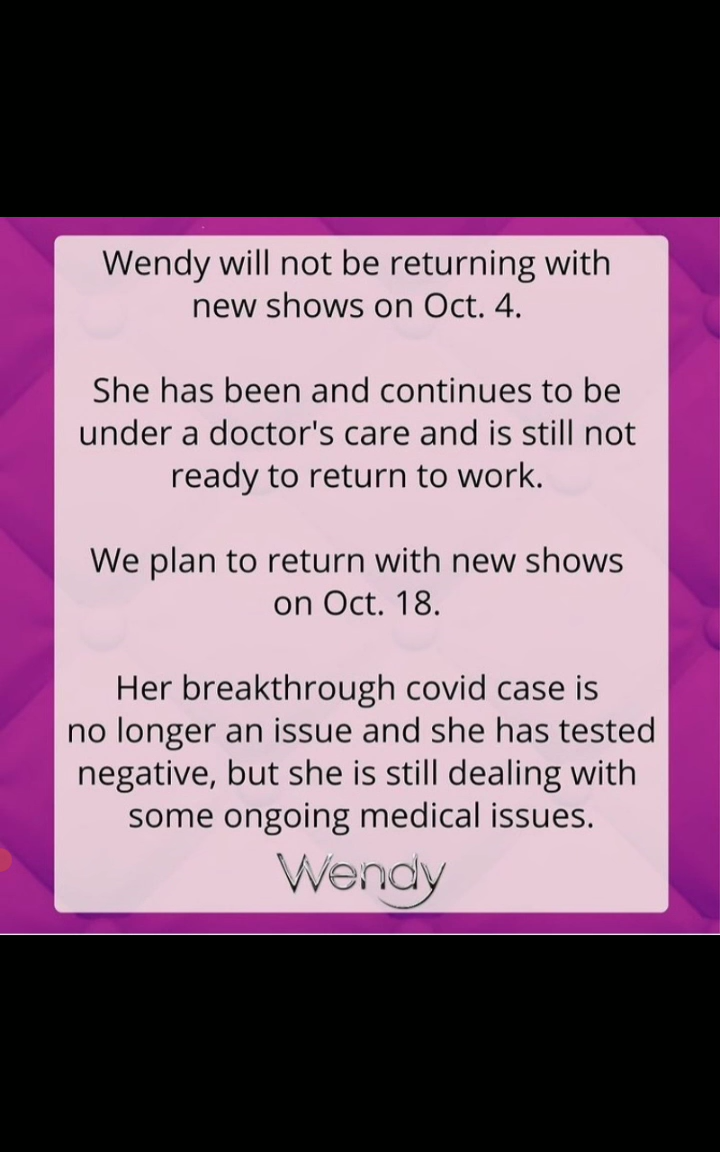 Wendy will not be returning with
new shows on Oct. 4.
She has been and continues to be
under a doctor's care and is still not
ready to return to work.
We plan to return with new shows
on Oct. 18.
Her breakthrough covid case is
no longer an issue and she has tested
negative, but she is still dealing with
some ongoing medical issues.
Wendy